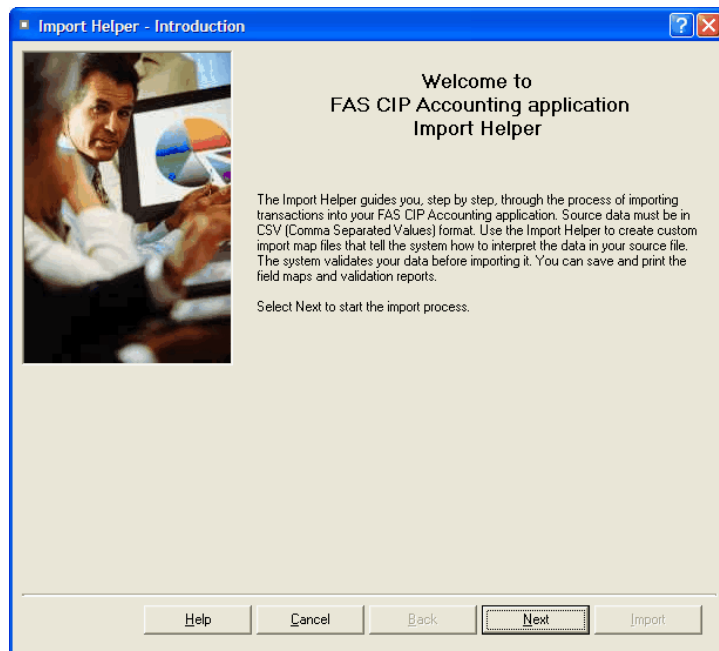 Import Helper - Introduction
Welcome to
FAS CIP Accounting application
Import Helper
The Import Helper guides you, step by step, through the process of importing
transactions into your FAS CIP Accounting application. Source data must be in
CSV (Comma Separated Values) format. Use the Import Helper to create custom
import map files that tell the system how to interpret the data in your source file.
The system validates your data before importing it. You can save and print the
field maps and validation reports.
Select Next to start the import process.
Help
Cancel
Back
Next
Import